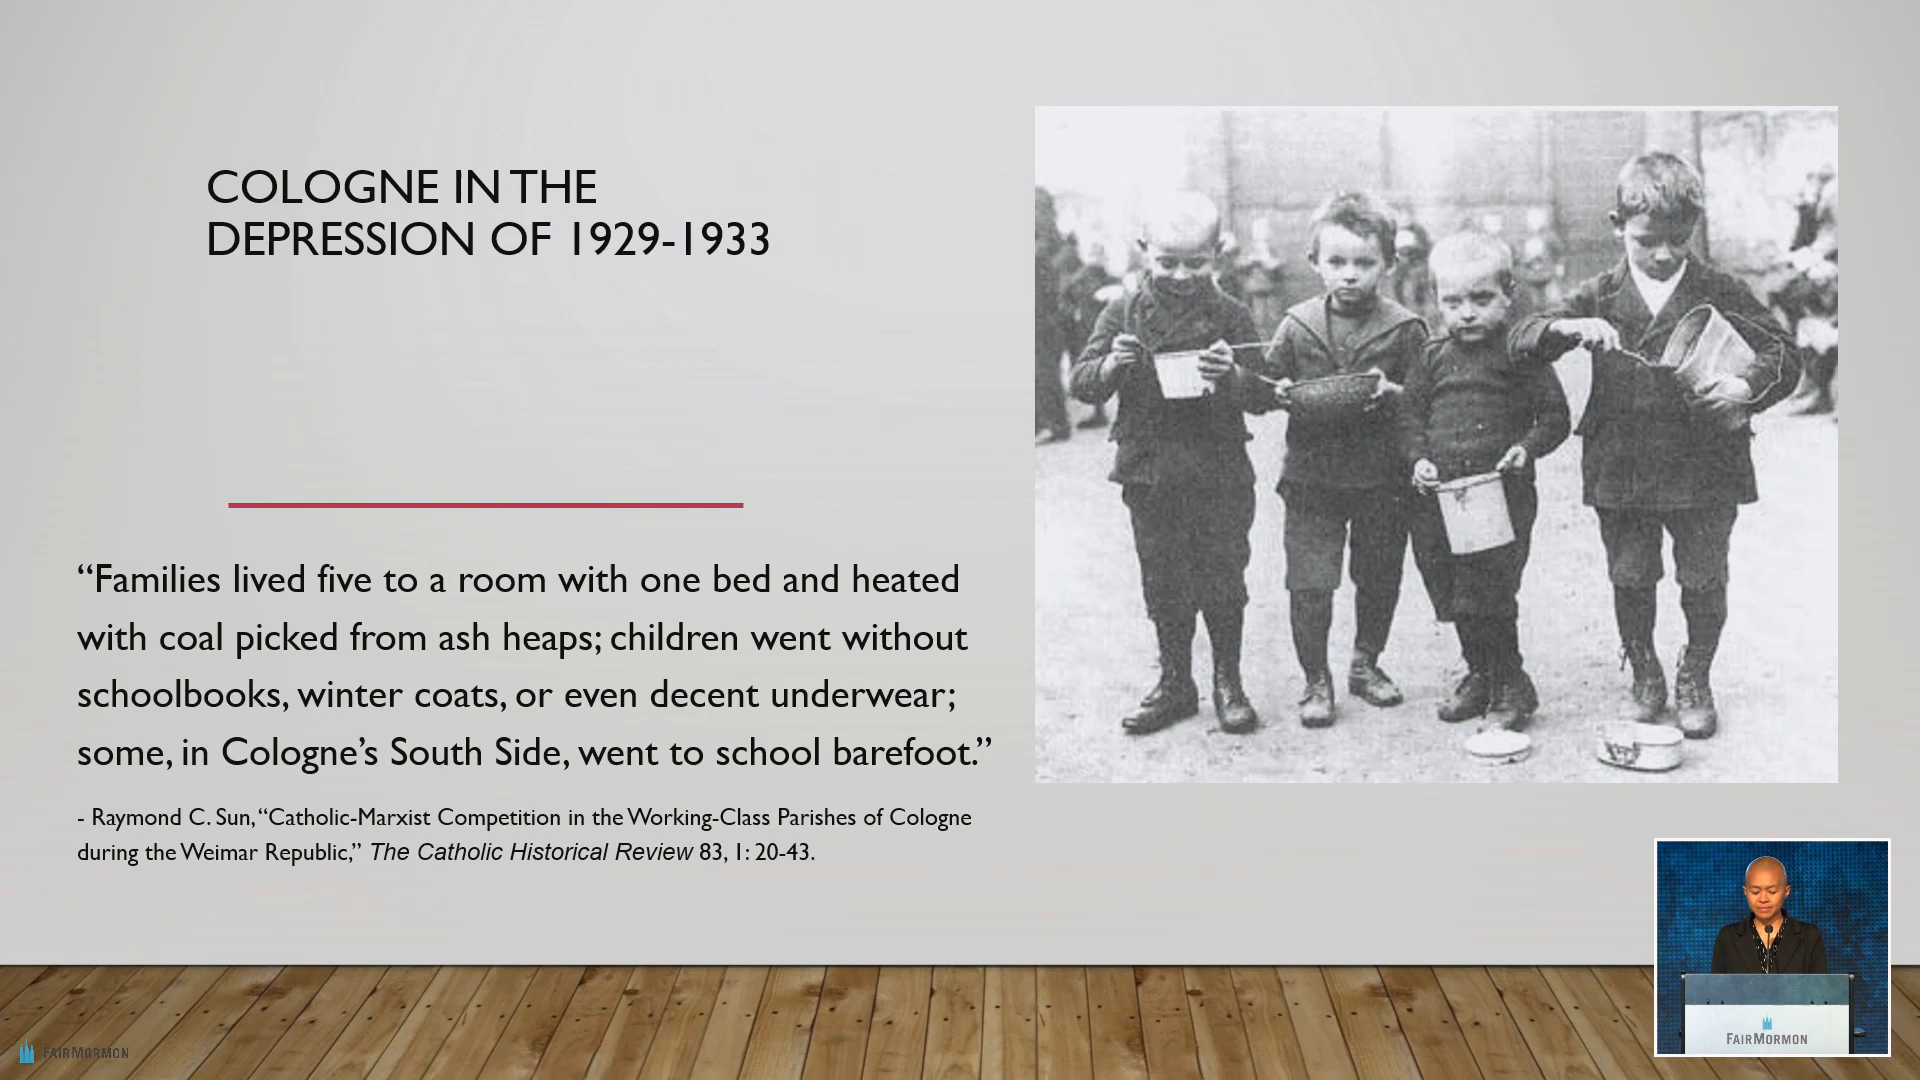 COLOGNE IN THE
DEPRESSION OF 1929-1933
“Families lived five to a room with one bed and heated
with coal picked from ash heaps; children went without
schoolbooks, winter coats, or even decent underwear;
some, in Cologne’s South Side, went to school barefoot.”
- Raymond C. Sun, “Catholic-Marxist Competition in the Working-Class Parishes of Cologne
during the Weimar Republic,” The Catholic Historical Review 83, 1: 20-43.
FAIRMORMON
FAIRMORMON